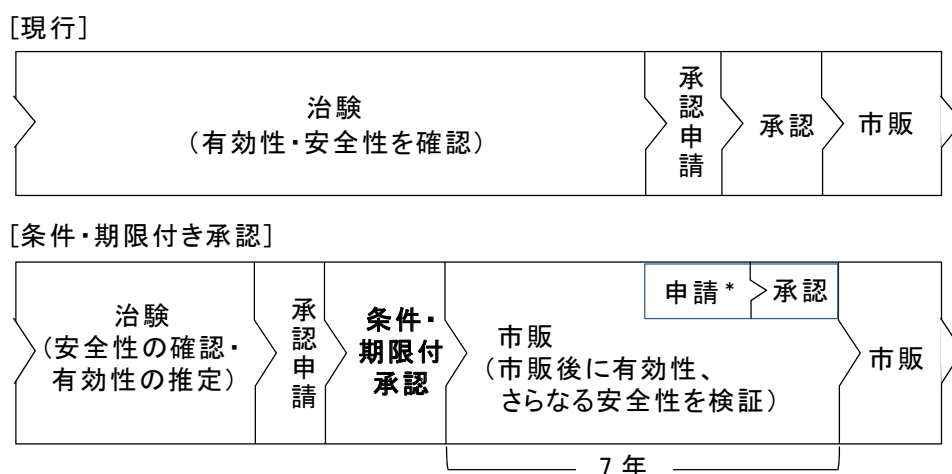 [現行]
治験
(有効性・安全性を確認)
承認申請
承認
市販
[条件・期限付き承認]
治験
(安全性の確認・
有効性の推定)
承認申請
条件・
期限付
承認
市販
(市販後に有効性、
さらなる安全性を検証)
申請*
承認
市販
7年